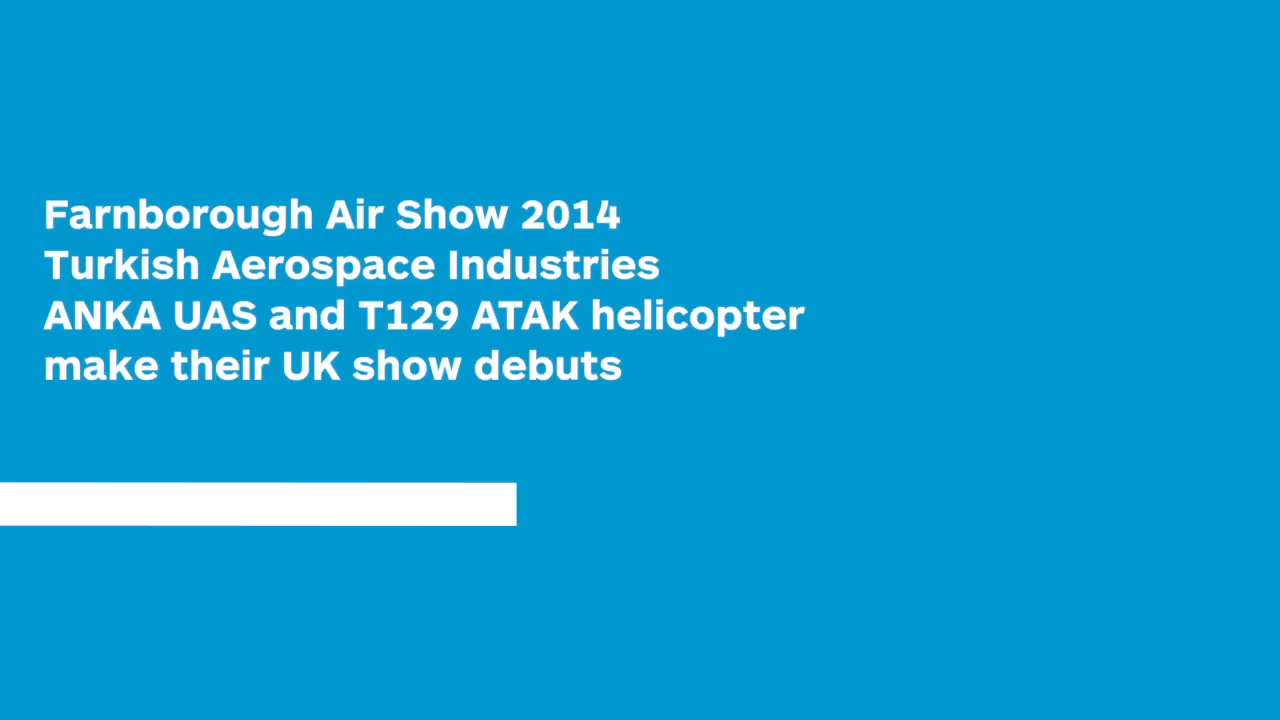 Farnborough Air Show 2014
Turkish Aerospace Industries
ANKA UAS and T129 ATAK helicopter
make their UK show debuts